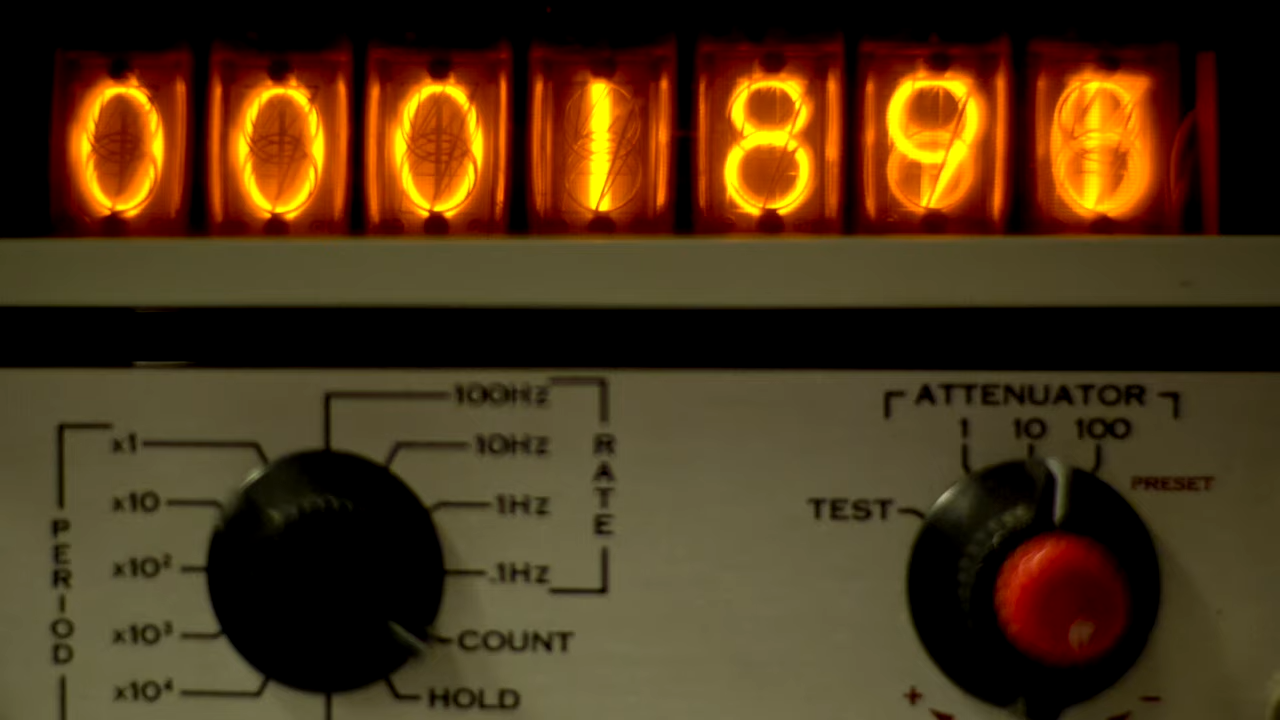 000189
100Hz
10Hz
1Hz
.1Hz
RATE
COUNT
HOLD
x1
x10
x10²
x10³
x10⁴
PERIOD
ATTENUATOR
1 10 100
PRESET
TEST
+ −